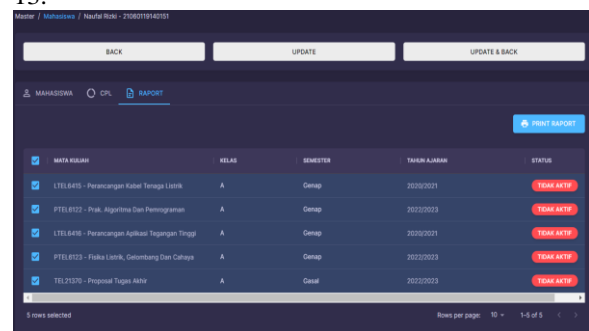 13.
Master / Mahasiswa / Naufal Rizki - 21060119140151
BACK UPDATE UPDATE & BACK
MAHASISWA CPL RAPORT
PRINT RAPORT
MATA KULIAH KELAS SEMESTER TAHUN AJARAN STATUS
LTEL6415 - Perancangan Kabel Tenaga Listrik A Genap 2020/2021 TIDAK AKTIF
PTEL6122 - Prak. Algoritma Dan Pemrograman A Genap 2022/2023 TIDAK AKTIF
LTEL6416 - Perancangan Aplikasi Tegangan Tinggi A Genap 2020/2021 TIDAK AKTIF
PTEL6123 - Fisika Listrik, Gelombang Dan Cahaya A Genap 2022/2023 TIDAK AKTIF
TEL21370 - Proposal Tugas Akhir A Gasal 2022/2023 TIDAK AKTIF
5 rows selected Rows per page: 10 1-5 of 5